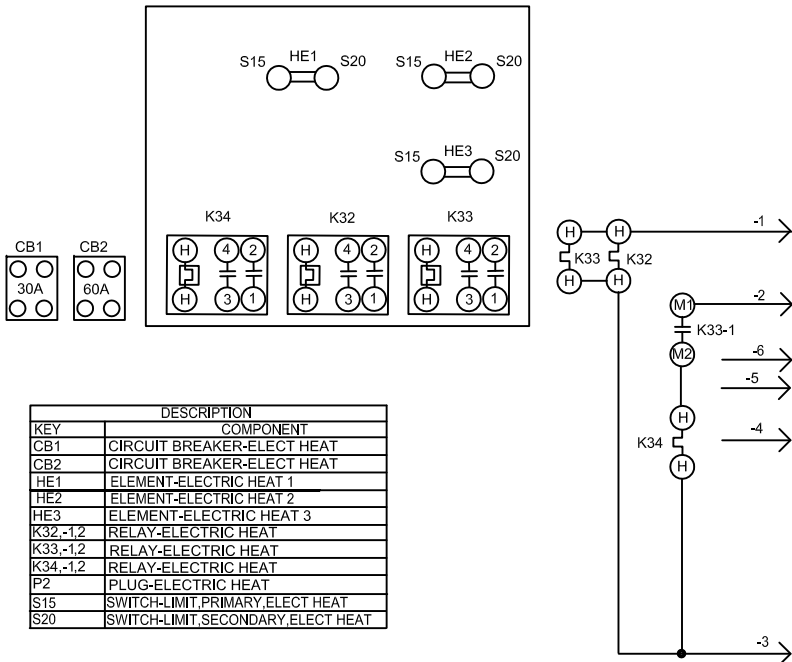 S15 HE1 S20
S15 HE2 S20
S15 HE3 S20
K34
K32
K33
H 4 2
H 3 1
H 4 2
H 3 1
H 4 2
H 3 1
CB1
30A
CB2
60A
H H -1
K33 K32
H H
M1 -2
K33-1
M2 -6
-5
H
K34 -4
H
-3
DESCRIPTION
KEY COMPONENT
CB1 CIRCUIT BREAKER-ELECT HEAT
CB2 CIRCUIT BREAKER-ELECT HEAT
HE1 ELEMENT-ELECTRIC HEAT 1
HE2 ELEMENT-ELECTRIC HEAT 2
HE3 ELEMENT-ELECTRIC HEAT 3
K32,-1,2 RELAY-ELECTRIC HEAT
K33,-1,2 RELAY-ELECTRIC HEAT
K34,-1,2 RELAY-ELECTRIC HEAT
P2 PLUG-ELECTRIC HEAT
S15 SWITCH-LIMIT,PRIMARY,ELECT HEAT
S20 SWITCH-LIMIT,SECONDARY,ELECT HEAT